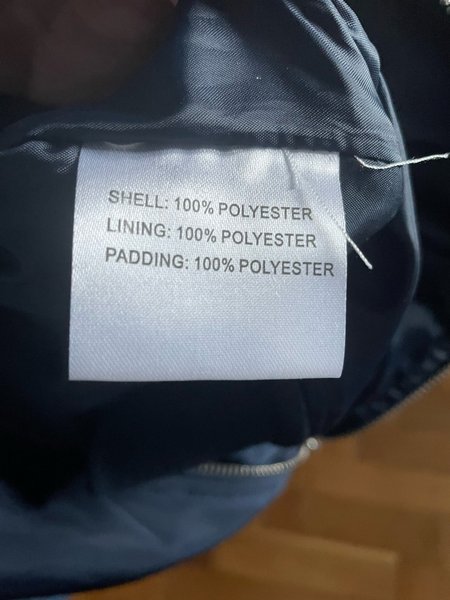 SHELL: 100% POLYESTER
LINING: 100% POLYESTER
PADDING: 100% POLYESTER